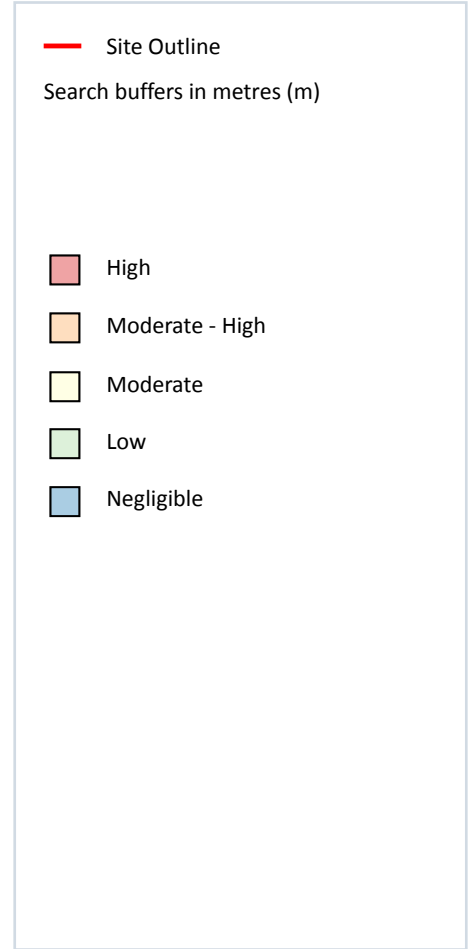 Site Outline
Search buffers in metres (m)
High
Moderate - High
Moderate
Low
Negligible